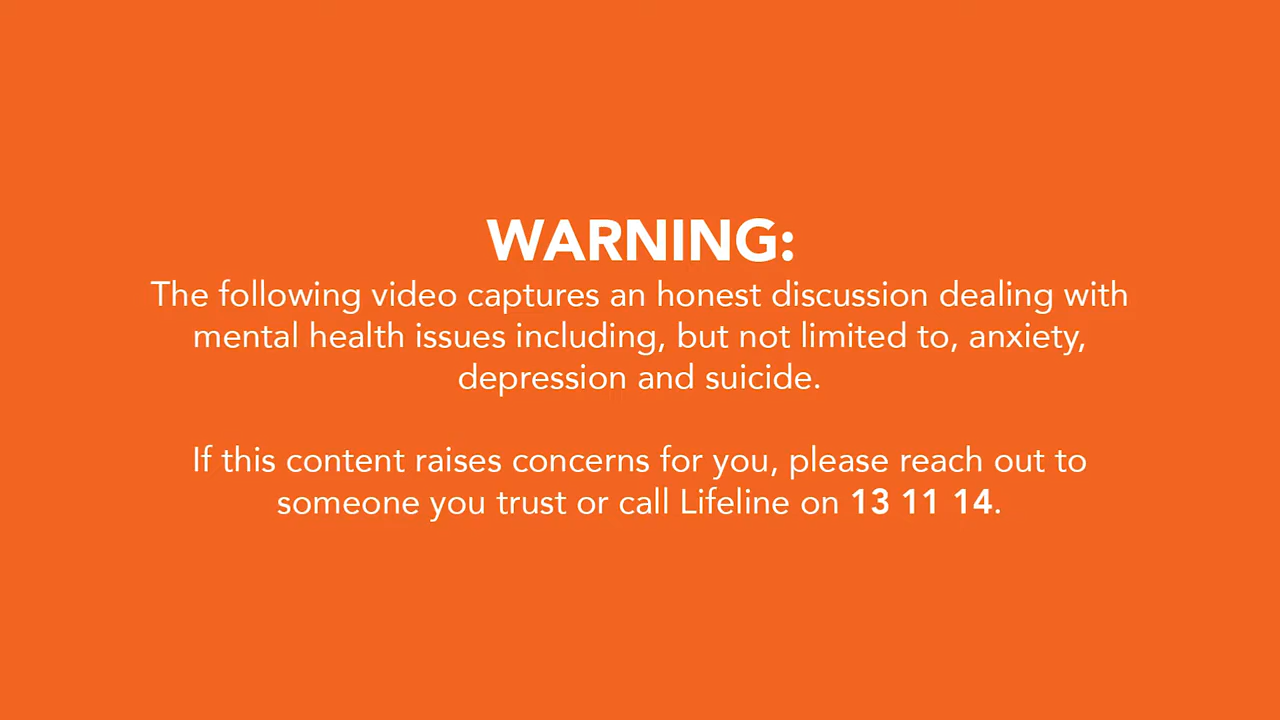 WARNING:
The following video captures an honest discussion dealing with
mental health issues including, but not limited to, anxiety,
depression and suicide.
If this content raises concerns for you, please reach out to
someone you trust or call Lifeline on 13 11 14.